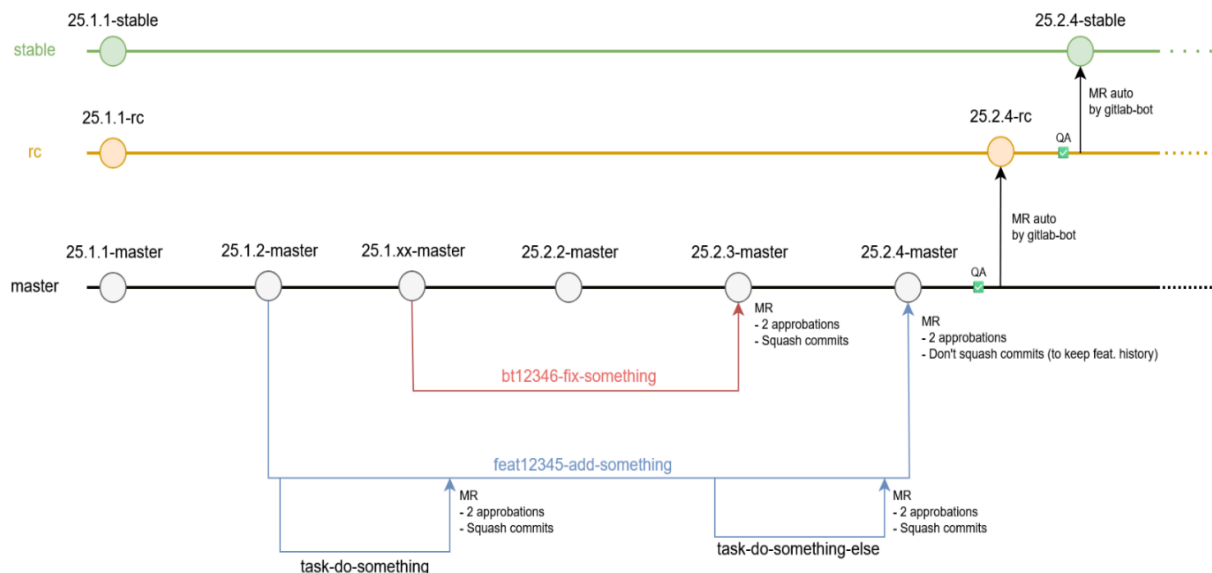 25.1.1-stable
25.2.4-stable
stable
MR auto
by gitlab-bot
25.1.1-rc
25.2.4-rc
rc
QA
MR auto
by gitlab-bot
25.1.1-master
25.1.2-master
25.1.xx-master
25.2.2-master
25.2.3-master
25.2.4-master
master
QA
MR
- 2 approbations
- Squash commits
MR
- 2 approbations
- Don't squash commits (to keep feat. history)
bt12346-fix-something
feat12345-add-something
MR
- 2 approbations
- Squash commits
MR
- 2 approbations
- Squash commits
task-do-something
task-do-something-else